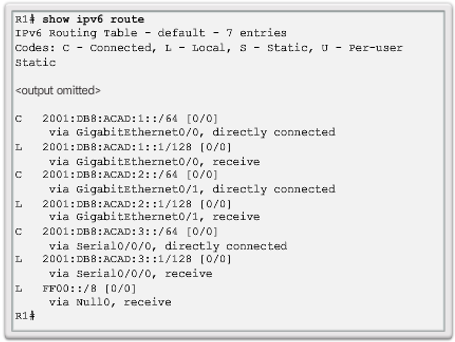 R1# show ipv6 route
IPv6 Routing Table - default - 7 entries
Codes: C - Connected, L - Local, S - Static, U - Per-user
Static
<output omitted>
C 2001:DB8:ACAD:1::/64 [0/0]
via GigabitEthernet0/0, directly connected
L 2001:DB8:ACAD:1::1/128 [0/0]
via GigabitEthernet0/0, receive
C 2001:DB8:ACAD:2::/64 [0/0]
via GigabitEthernet0/1, directly connected
L 2001:DB8:ACAD:2::1/128 [0/0]
via GigabitEthernet0/1, receive
C 2001:DB8:ACAD:3::/64 [0/0]
via Serial0/0/0, directly connected
L 2001:DB8:ACAD:3::1/128 [0/0]
via Serial0/0/0, receive
L FF00::/8 [0/0]
via Null0, receive
R1#